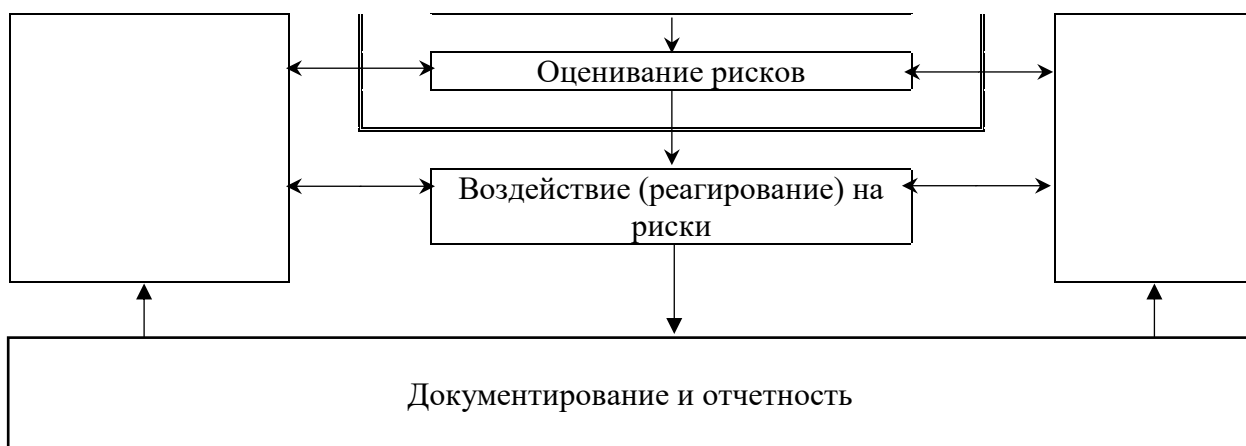 Оценивание рисков
Воздействие (реагирование) на
риски
Документирование и отчетность